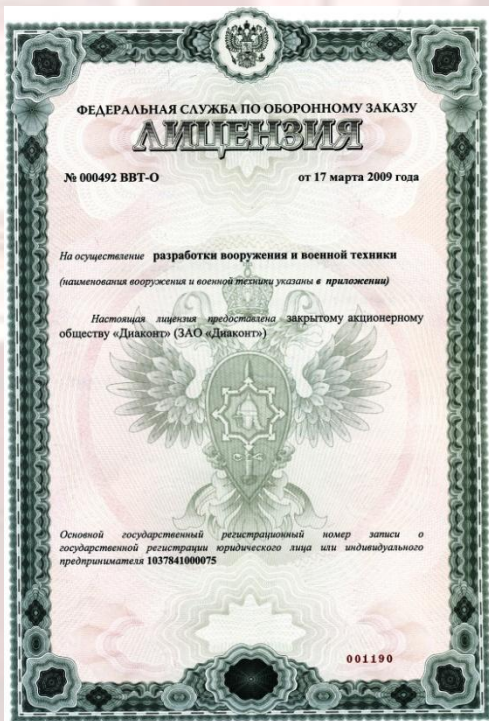 ФЕДЕРАЛЬНАЯ СЛУЖБА ПО ОБОРОННОМУ ЗАКАЗУ
ЛИЦЕНЗИЯ
№ 000492 ВВТ-О от 17 марта 2009 года
На осуществление разработки вооружения и военной техники
(наименования вооружения и военной техники указаны в приложении)
Настоящая лицензия предоставлена закрытому акционерному
обществу «Диаконт» (ЗАО «Диаконт»)
Основной государственный регистрационный номер записи о
государственной регистрации юридического лица или индивидуального
предпринимателя 1037841000075
001190